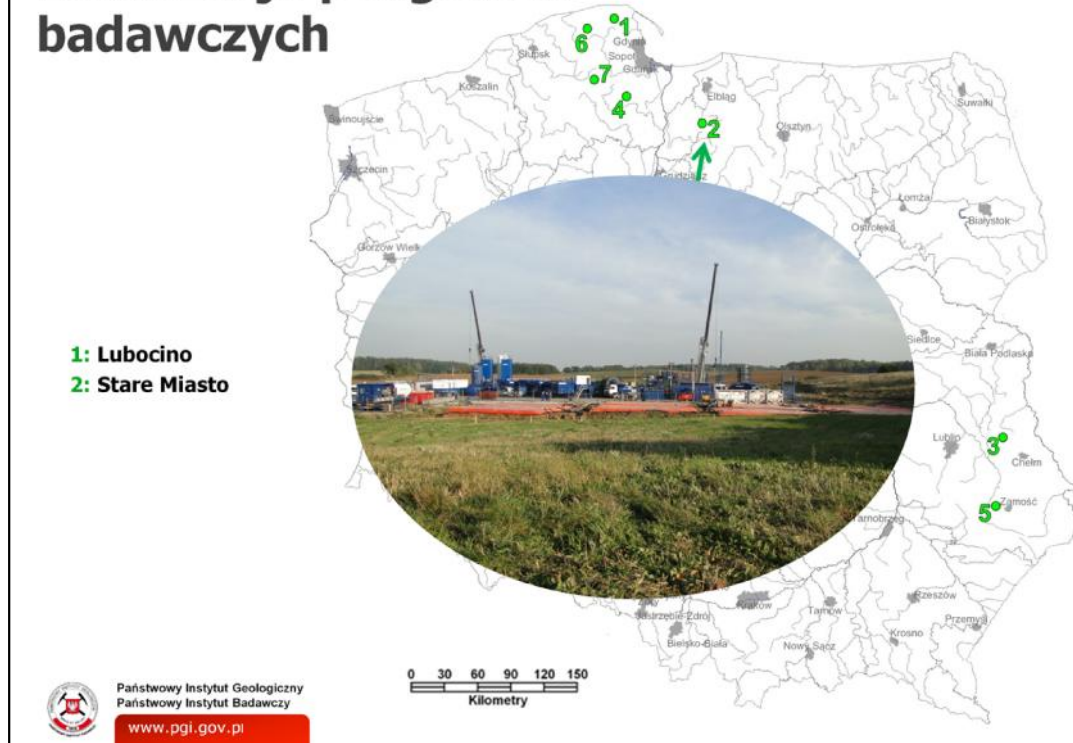 badawczych
6
1
Gdynia
Słupsk
Sopot
Gdańsk
7
Koszalin
4
Elbląg
Suwałki
Świnoujście
2
Olsztyn
Szczecin
Grudziądz
Łomża
Białystok
Ostrołęka
Gorzów Wielk
Siedlce
Biała Podlaska
1: Lubocino
2: Stare Miasto
Lublin
3
Chełm
5
Zamość
Tarnobrzeg
Kraków
Tarnów
Rzeszów
Jastrzębie-Zdrój
Przemyśl
Bielsko-Biała
Nowy Sącz
Krosno
0 30 60 90 120 150
Kilometry
Państwowy Instytut Geologiczny
Państwowy Instytut Badawczy
www.pgi.gov.pl